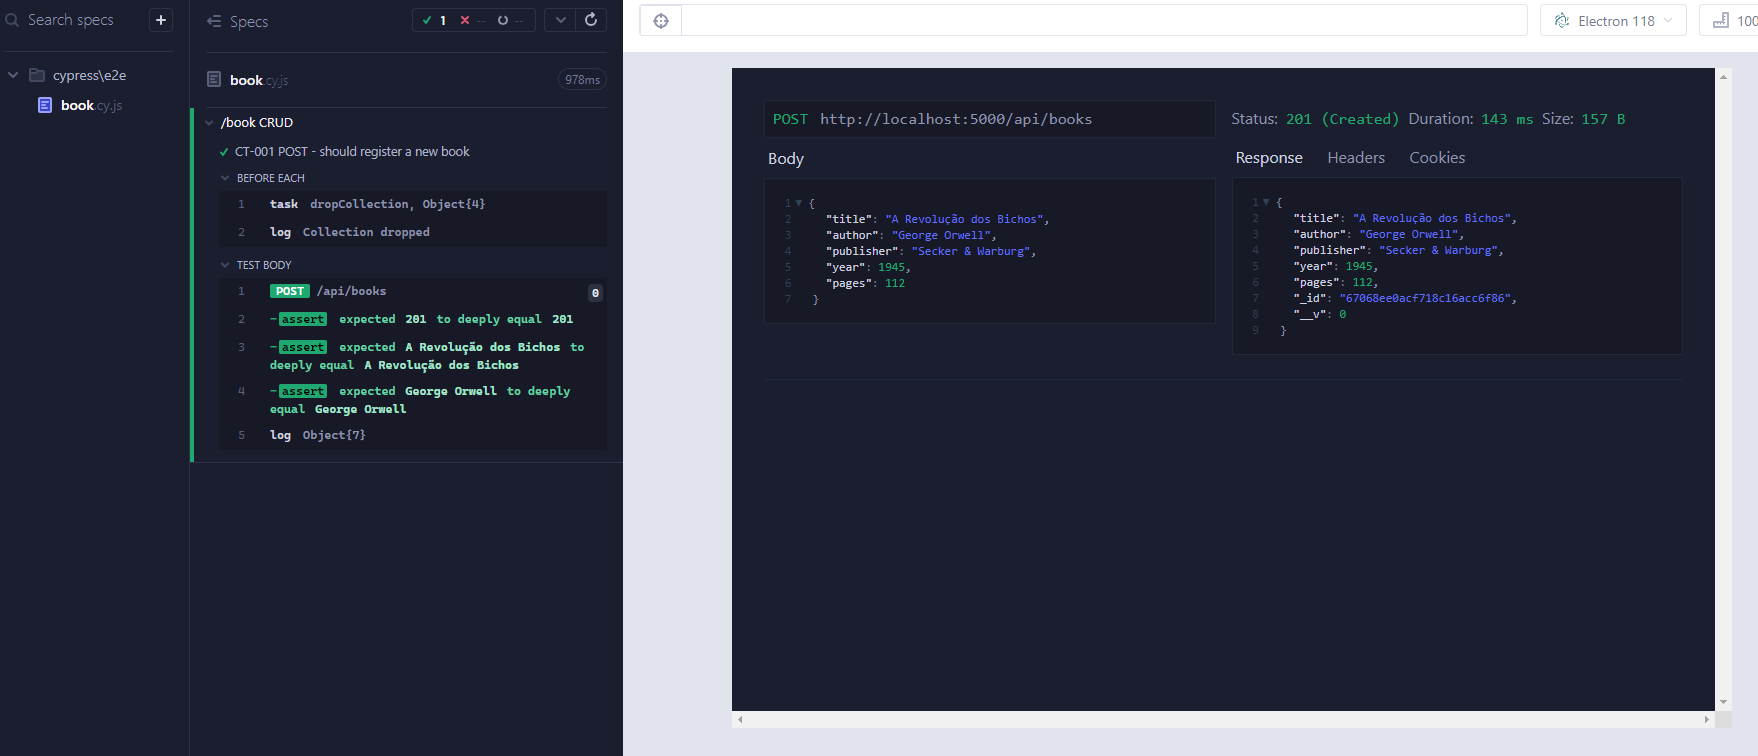 Search specs
+
cypress\e2e
book.cy.js
Specs
1 -- --
book.cy.js
978ms
/book CRUD
CT-001 POST - should register a new book
BEFORE EACH
1 task dropCollection, Object{4}
2 log Collection dropped
TEST BODY
1 POST /api/books 0
2 -assert expected 201 to deeply equal 201
3 -assert expected A Revolução dos Bichos to
deeply equal A Revolução dos Bichos
4 -assert expected George Orwell to deeply
equal George Orwell
5 log Object{7}
Electron 118
100
POST http://localhost:5000/api/books
Status: 201 (Created) Duration: 143 ms Size: 157 B
Body
1 {
2 "title": "A Revolução dos Bichos",
3 "author": "George Orwell",
4 "publisher": "Secker & Warburg",
5 "year": 1945,
6 "pages": 112
7 }
Response Headers Cookies
1 {
2 "title": "A Revolução dos Bichos",
3 "author": "George Orwell",
4 "publisher": "Secker & Warburg",
5 "year": 1945,
6 "pages": 112,
7 "_id": "67068ee0acf718c16acc6f86",
8 "__v": 0
9 }